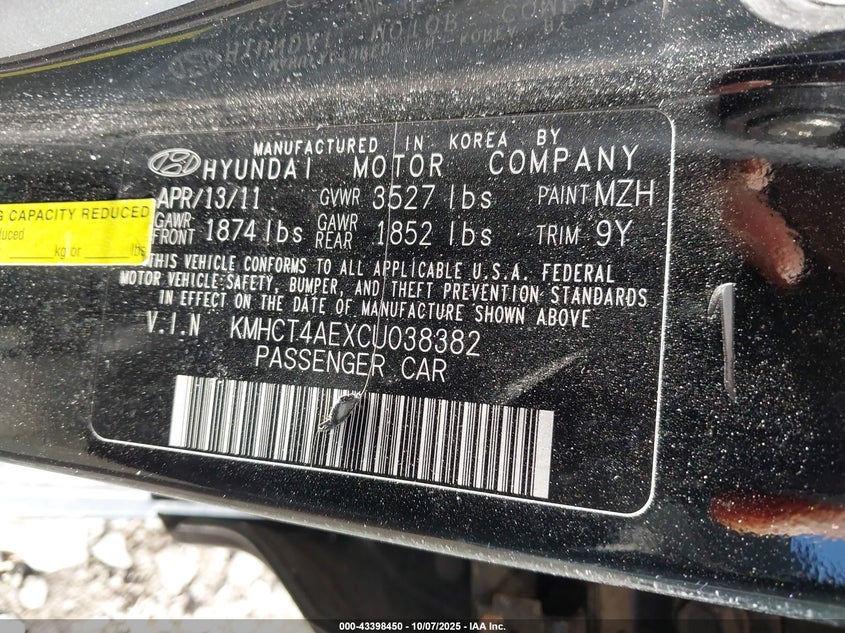 MANUFACTURED IN KOREA BY
HYUNDAI MOTOR COMPANY
APR/13/11 GVWR 3527 lbs PAINT MZH
GAWR FRONT 1874 lbs GAWR REAR 1852 lbs TRIM 9Y
THIS VEHICLE CONFORMS TO ALL APPLICABLE U.S.A. FEDERAL
MOTOR VEHICLE SAFETY, BUMPER, AND THEFT PREVENTION STANDARDS
IN EFFECT ON THE DATE OF MANUFACTURE SHOWN ABOVE
V.I.N KMHCT4AEXCU038382
PASSENGER CAR
CAPACITY REDUCED
kg or lbs
000-43398450 - 10/07/2025 - IAA Inc.